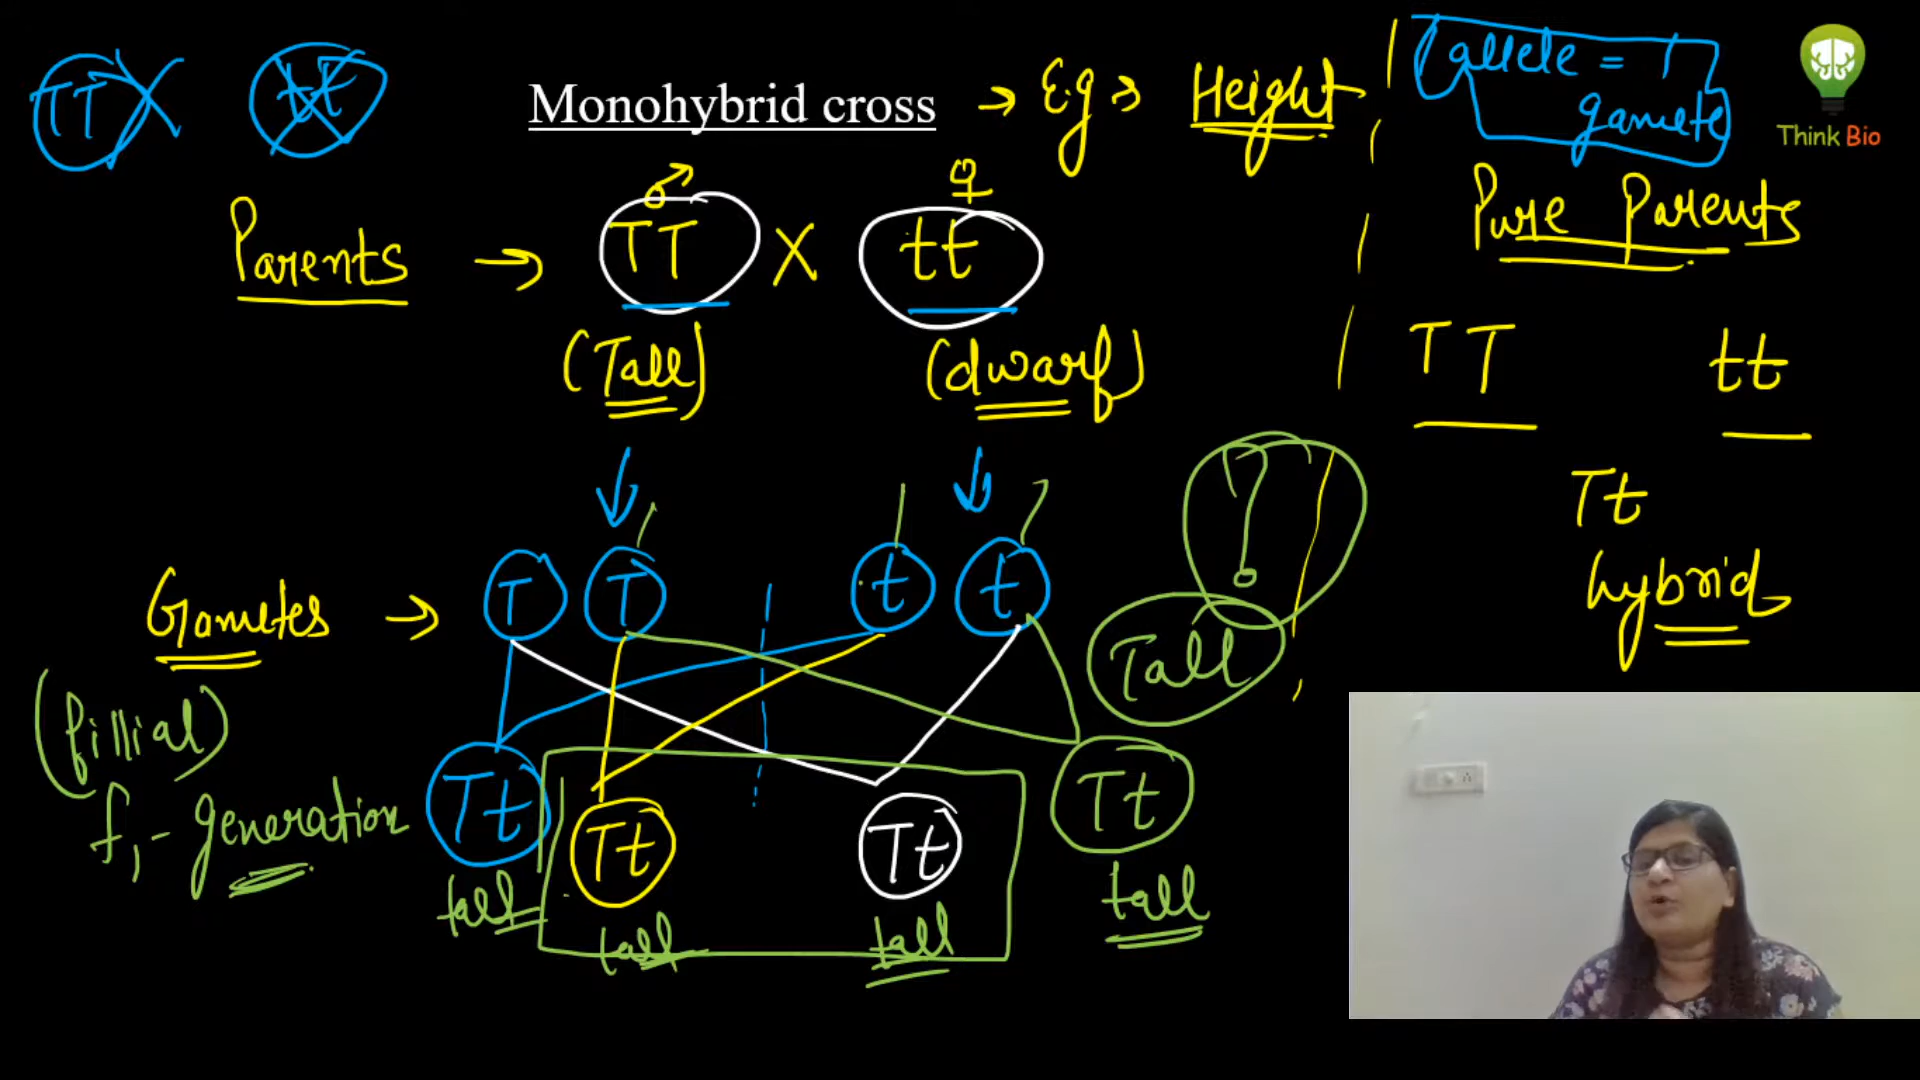 TT X tt
Monohybrid cross → E.g → Height
1 allele = 1
gamete
Think Bio
Pure Parents
Parents → ♂ TT X ♀ tt
(Tall) (dwarf)
TT tt
Tt
hybrid
Gametes → T T t t
Tall
(fillial)
f1 - generation
Tt Tt Tt Tt
tall tall tall tall